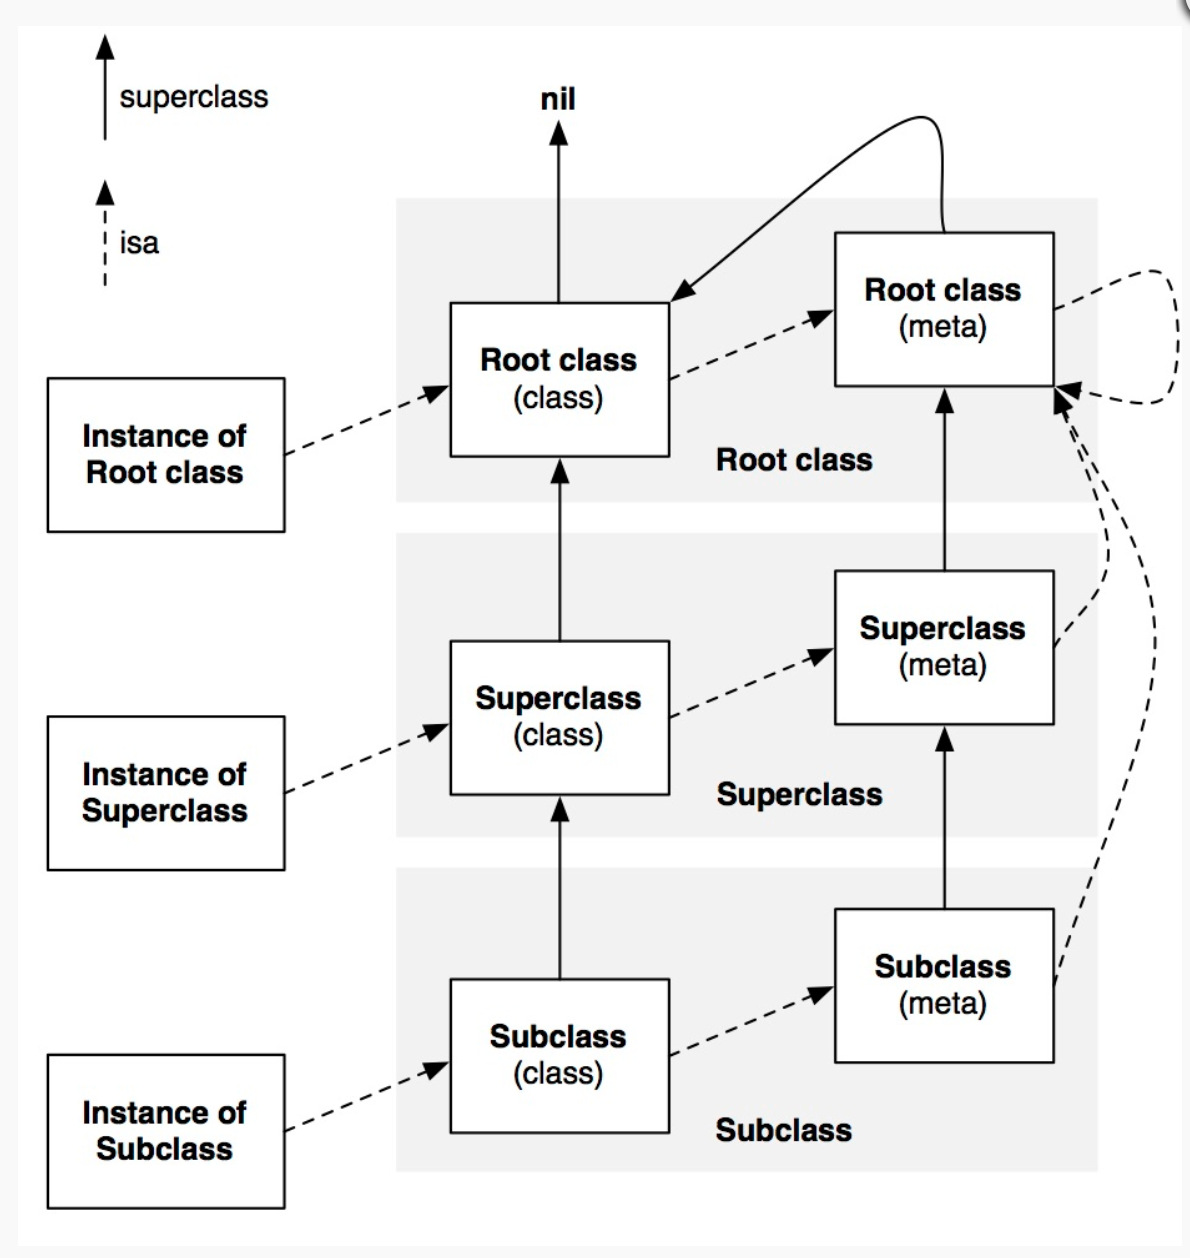 superclass
nil
isa
Root class
(meta)
Root class
(class)
Instance of
Root class
Root class
Superclass
(meta)
Superclass
(class)
Instance of
Superclass
Superclass
Subclass
(meta)
Subclass
(class)
Instance of
Subclass
Subclass